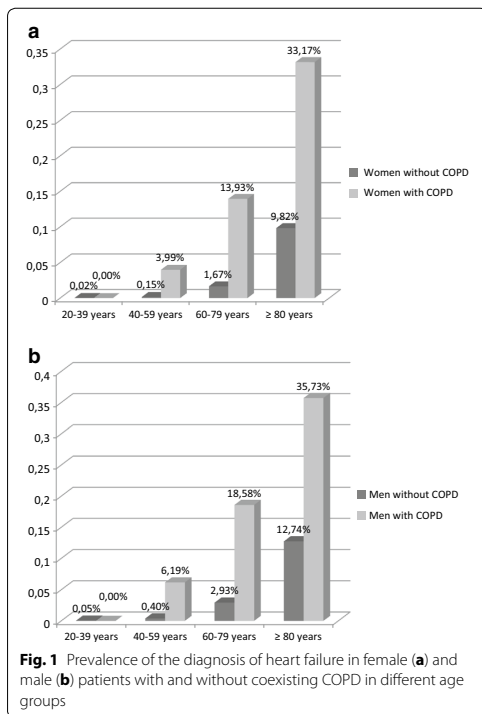 a
0,35
0,3
0,25
0,2
0,15
0,1
0,05
0
0,02%
0,00%
0,15%
3,99%
1,67%
13,93%
9,82%
33,17%
20-39 years
40-59 years
60-79 years
≥ 80 years
Women without COPD
Women with COPD
b
0,4
0,35
0,3
0,25
0,2
0,15
0,1
0,05
0
0,05%
0,00%
0,40%
6,19%
2,93%
18,58%
12,74%
35,73%
20-39 years
40-59 years
60-79 years
≥ 80 years
Men without COPD
Men with COPD
Fig. 1 Prevalence of the diagnosis of heart failure in female (a) and
male (b) patients with and without coexisting COPD in different age
groups